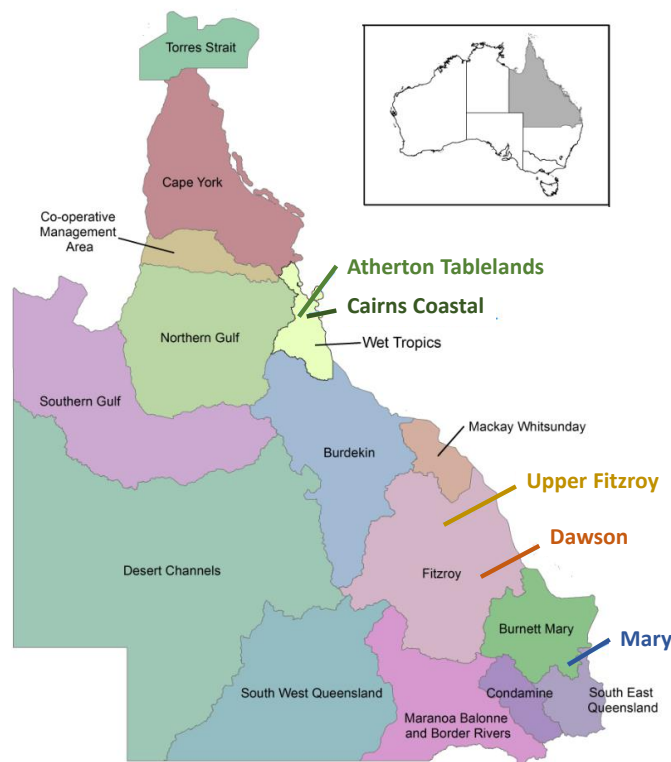 Torres Strait
Cape York
Co-operative
Management
Area
Atherton Tablelands
Cairns Coastal
Northern Gulf
Wet Tropics
Southern Gulf
Mackay Whitsunday
Burdekin
Upper Fitzroy
Dawson
Desert Channels
Fitzroy
Burnett Mary
Mary
South West Queensland
Condamine
South East
Queensland
Maranoa Balonne
and Border Rivers